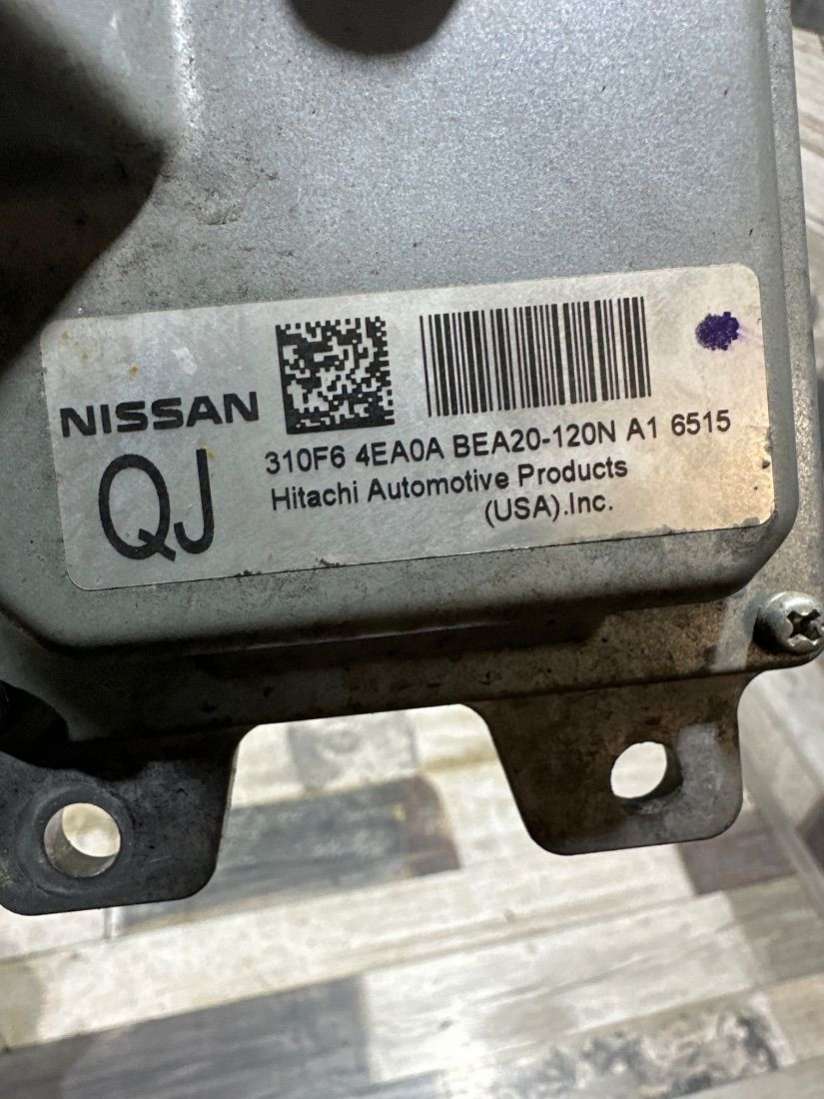 NISSAN
QJ
310F6 4EA0A BEA20-120N A1 6515
Hitachi Automotive Products
(USA).Inc.